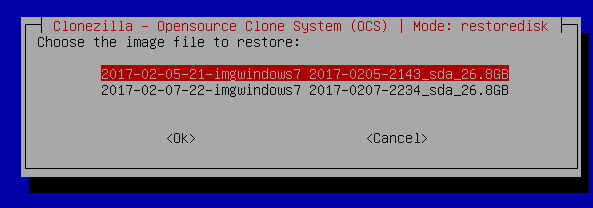 Clonezilla - Opensource Clone System (OCS) | Mode: restoredisk
Choose the image file to restore:
2017-02-05-21-imgwindows7 2017-0205-2143_sda_26.8GB
2017-02-07-22-imgwindows7 2017-0207-2234_sda_26.8GB
<Ok> <Cancel>